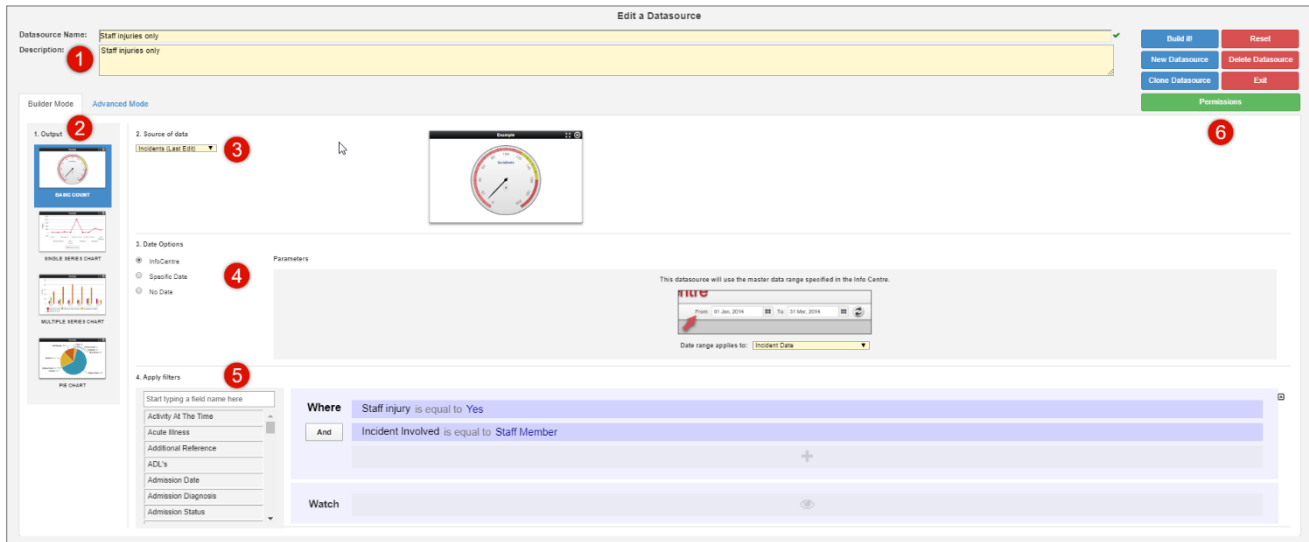 Edit a Datasource
Datasource Name: Staff injuries only
Description: Staff injuries only
1
Build it!
Reset
New Datasource
Delete Datasource
Clone Datasource
Exit
Permissions
6
Builder Mode
Advanced Mode
1. Output
2
BASIC COUNT
SINGLE SERIES CHART
MULTIPLE SERIES CHART
PIE CHART
2. Source of data
Incidents (Last Edit)
3
Example
3. Date Options
InfoCentre
Specific Date
No Date
4
Parameters
This datasource will use the master data range specified in the Info Centre.
ntre
From 01 Jan, 2014 To 31 Mar, 2014
Date range applies to: Incident Date
4. Apply filters
5
Start typing a field name here
Activity At The Time
Acute Illness
Additional Reference
ADL's
Admission Date
Admission Diagnosis
Admission Status
Where Staff injury is equal to Yes
And Incident Involved is equal to Staff Member
Watch